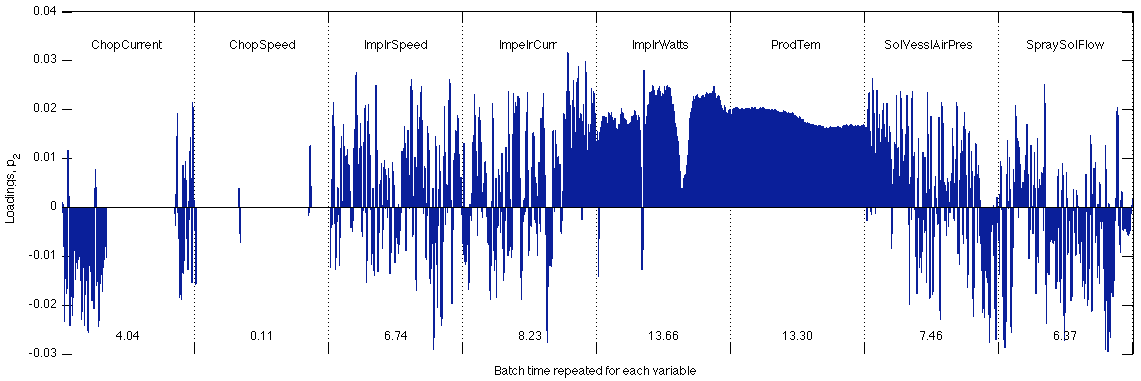 0.04
ChopCurrent ChopSpeed ImplrSpeed ImpelrCurr ImplrWatts ProdTem SolVesslAirPres SpraySolFlow
0.03
0.02
0.01
0
-0.01
-0.02
4.04 0.11 6.74 8.23 13.66 13.30 7.46 6.37
-0.03
Loadings, p2
Batch time repeated for each variable